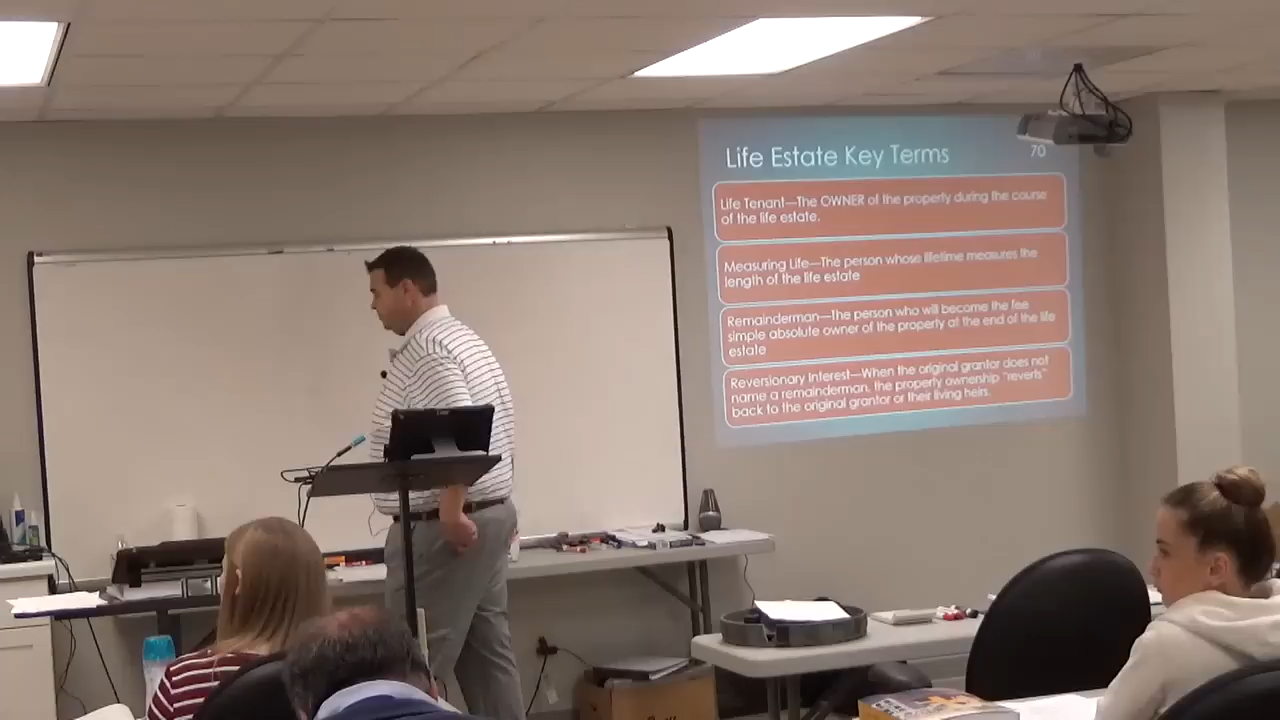 Life Estate Key Terms
70
Life Tenant—The OWNER of the property during the course
of the life estate.
Measuring Life—The person whose lifetime measures the
length of the life estate
Remainderman—The person who will become the fee
simple absolute owner of the property at the end of the life
estate
Reversionary Interest—When the original grantor does not
name a remainderman, the property ownership "reverts"
back to the original grantor or their living heirs.